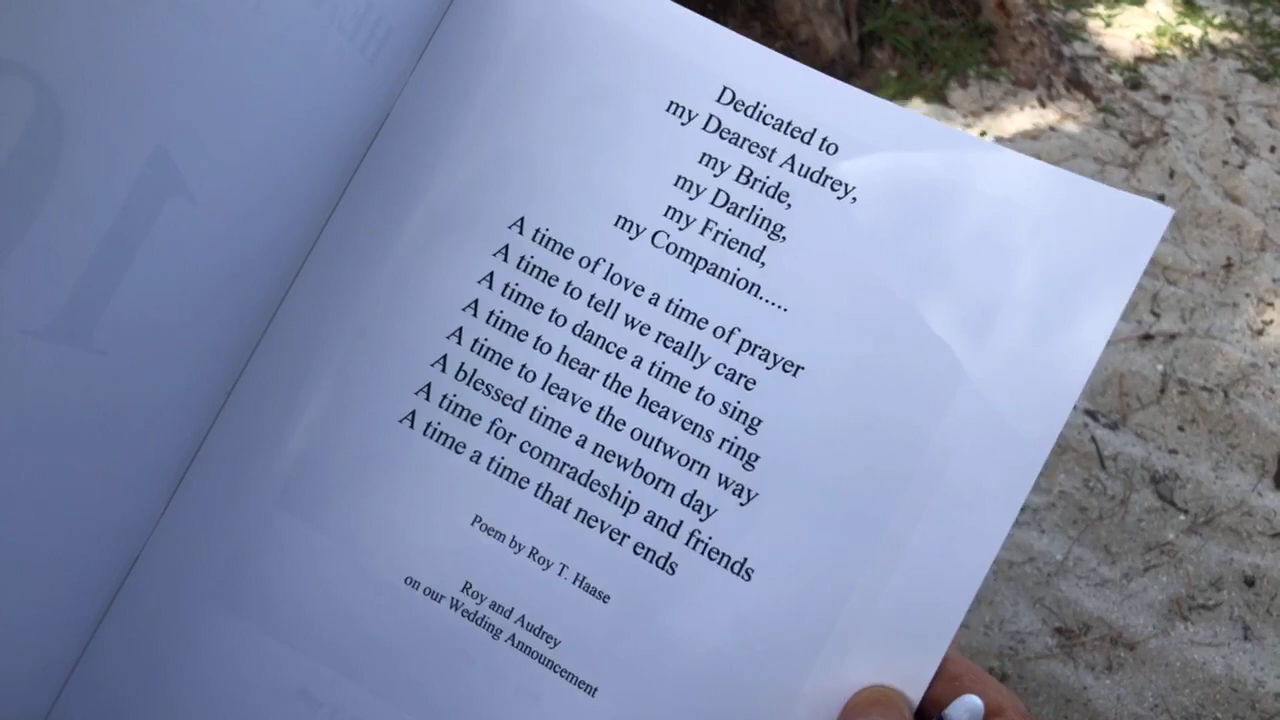 Dedicated to
my Dearest Audrey,
my Bride,
my Darling,
my Friend,
my Companion.....
A time of love a time of prayer
A time to tell we really care
A time to dance a time to sing
A time to hear the heavens ring
A time to leave the outworn way
A blessed time a newborn day
A time for comradeship and friends
A time a time that never ends
Poem by Roy T. Haase
Roy and Audrey
on our Wedding Announcement